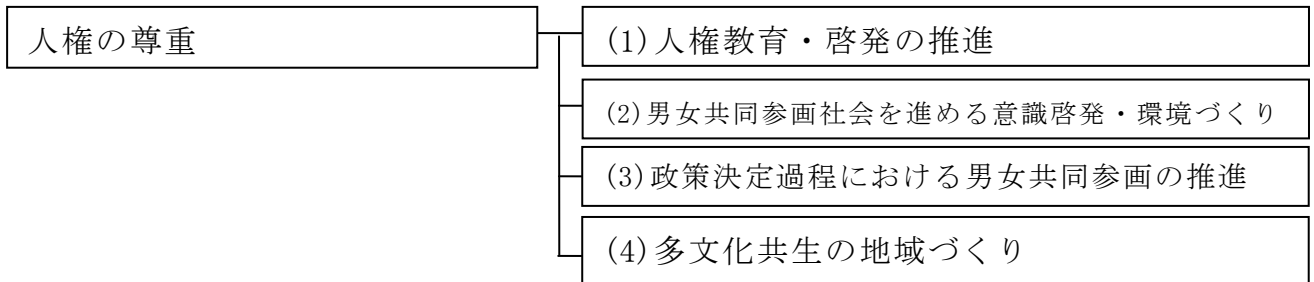 人権の尊重
(1)人権教育・啓発の推進
(2)男女共同参画社会を進める意識啓発・環境づくり
(3)政策決定過程における男女共同参画の推進
(4)多文化共生の地域づくり